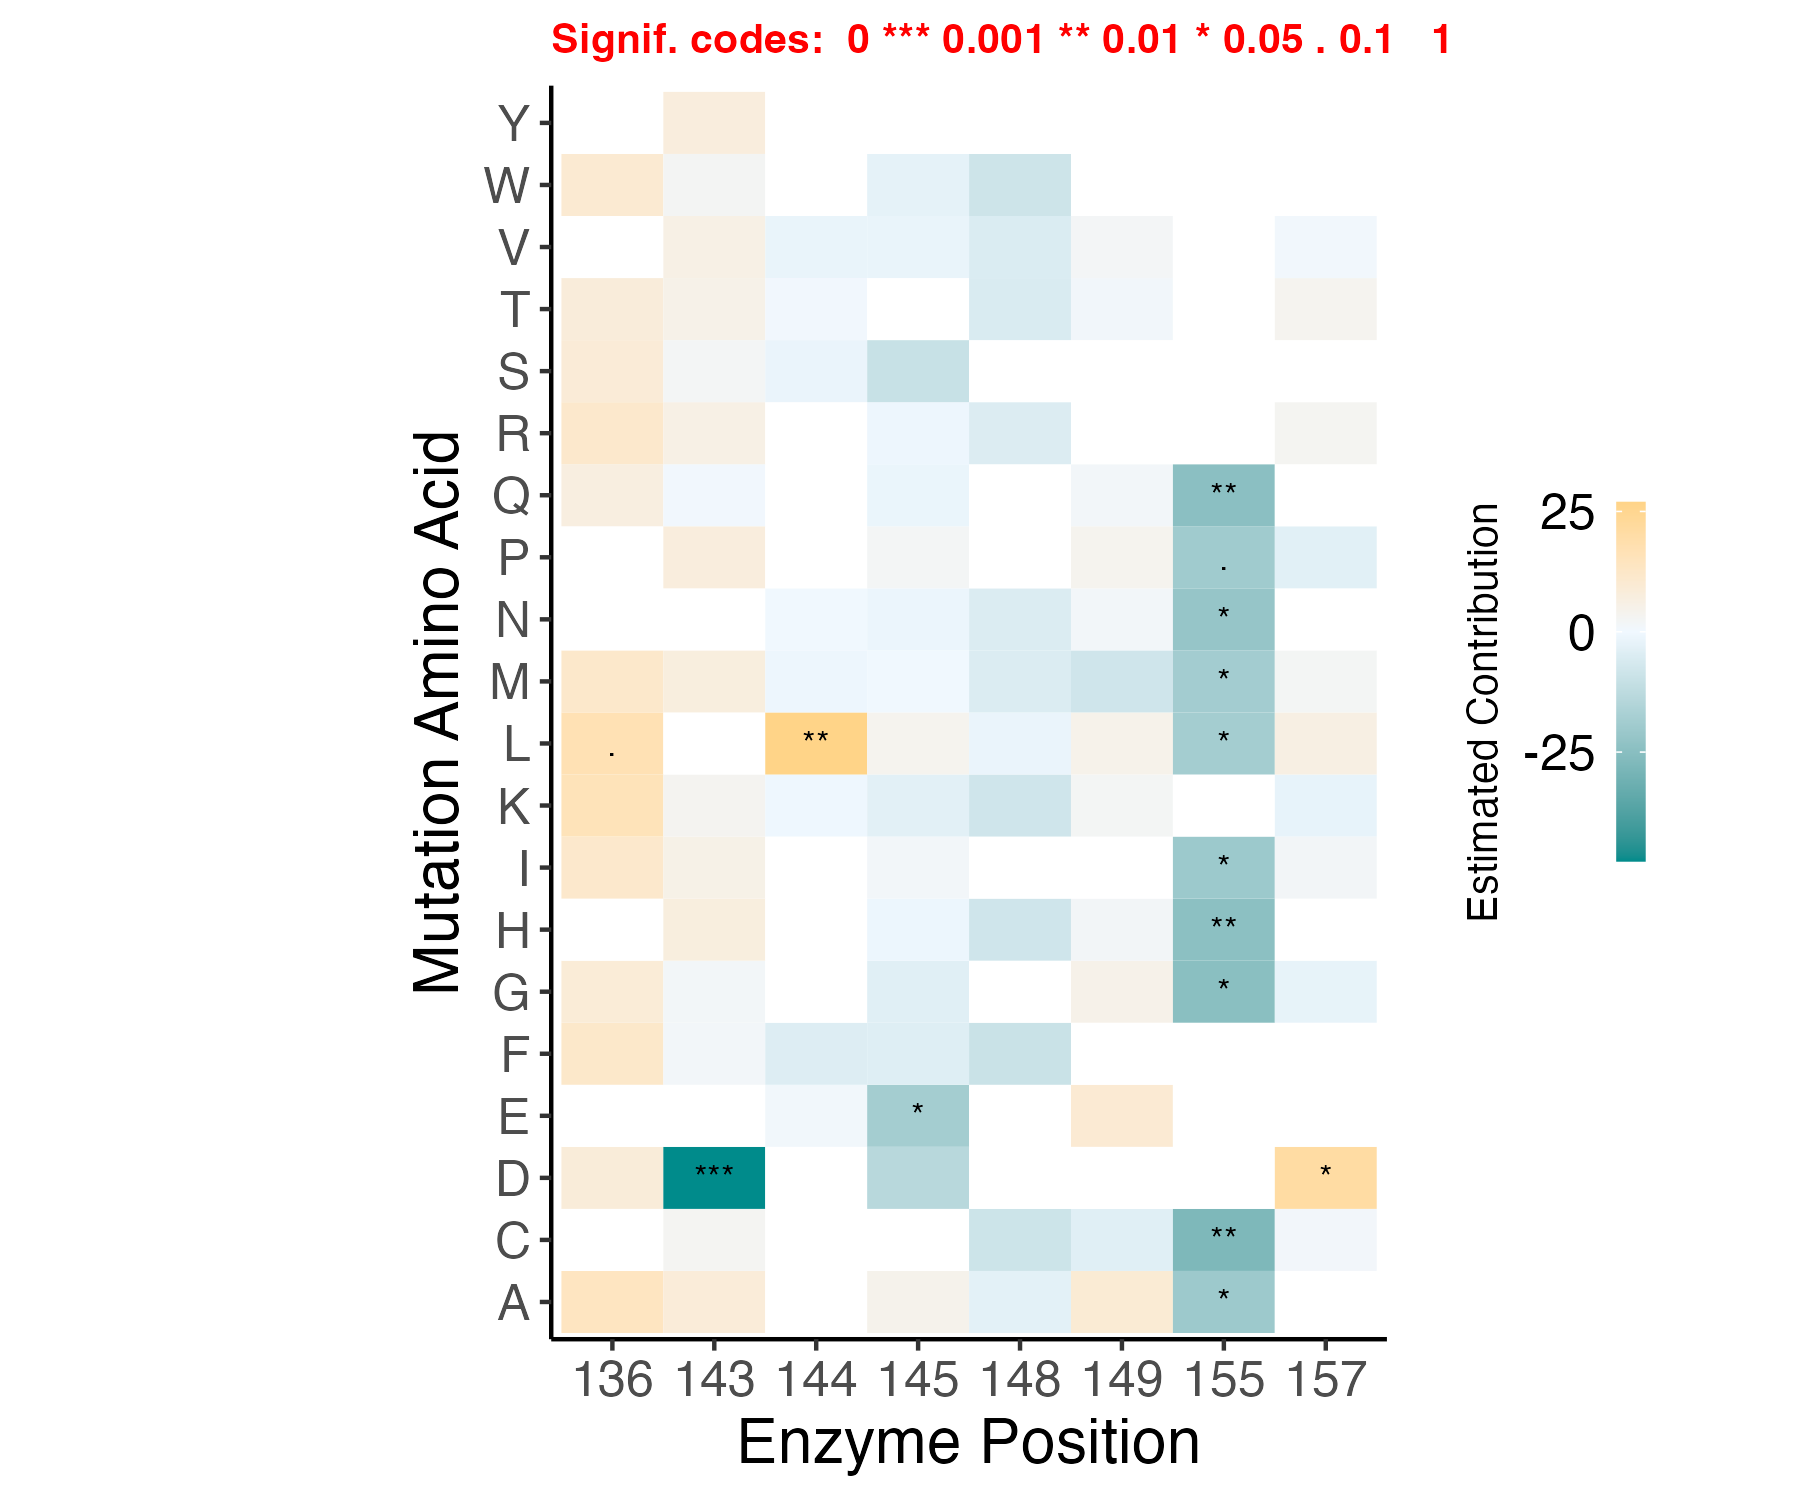 Signif. codes:  0 *** 0.001 ** 0.01 * 0.05 . 0.1   1
Mutation Amino Acid
Y
W
V
T
S
R
Q **
P .
N *
M *
L . ** *
K
I *
H **
G *
F
E *
D *** *
C **
A *
136 143 144 145 148 149 155 157
Enzyme Position
Estimated Contribution
25
0
-25